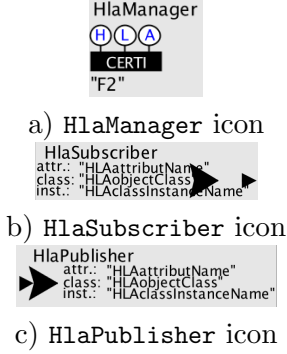 HlaManager
H L A
CERTI
"F2"
a) HlaManager icon
HlaSubscriber
attr.: "HLAattributName"
class: "HLAobjectClass"
inst.: "HLAclassInstanceName"
b) HlaSubscriber icon
HlaPublisher
attr.: "HLAattributName"
class: "HLAobjectClass"
inst.: "HLAclassInstanceName"
c) HlaPublisher icon